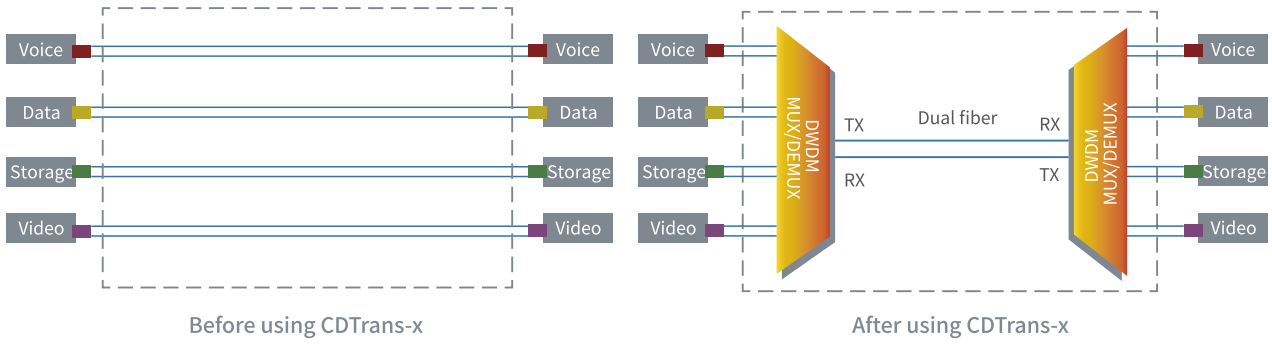 Voice
Voice
Data
Data
Storage
Storage
Video
Video
Before using CDTrans-x
Voice
Data
Storage
Video
DWDM
MUX/DEMUX
TX
RX
Dual fiber
RX
TX
DWDM
MUX/DEMUX
Voice
Data
Storage
Video
After using CDTrans-x